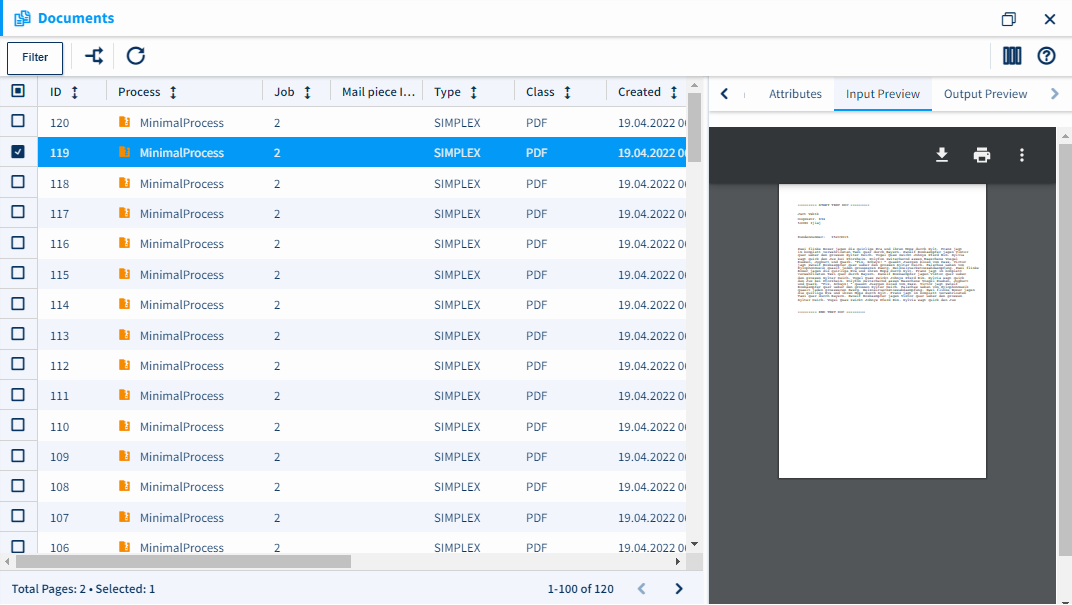 Documents
Filter
ID Process Job Mail piece I... Type Class Created
120 MinimalProcess 2 SIMPLEX PDF 19.04.2022 0
119 MinimalProcess 2 SIMPLEX PDF 19.04.2022 0
118 MinimalProcess 2 SIMPLEX PDF 19.04.2022 0
117 MinimalProcess 2 SIMPLEX PDF 19.04.2022 0
116 MinimalProcess 2 SIMPLEX PDF 19.04.2022 0
115 MinimalProcess 2 SIMPLEX PDF 19.04.2022 0
114 MinimalProcess 2 SIMPLEX PDF 19.04.2022 0
113 MinimalProcess 2 SIMPLEX PDF 19.04.2022 0
112 MinimalProcess 2 SIMPLEX PDF 19.04.2022 0
111 MinimalProcess 2 SIMPLEX PDF 19.04.2022 0
110 MinimalProcess 2 SIMPLEX PDF 19.04.2022 0
109 MinimalProcess 2 SIMPLEX PDF 19.04.2022 0
108 MinimalProcess 2 SIMPLEX PDF 19.04.2022 0
107 MinimalProcess 2 SIMPLEX PDF 19.04.2022 0
106 MinimalProcess 2 SIMPLEX PDF 19.04.2022 0
Total Pages: 2 • Selected: 1
1-100 of 120
Attributes Input Preview Output Preview